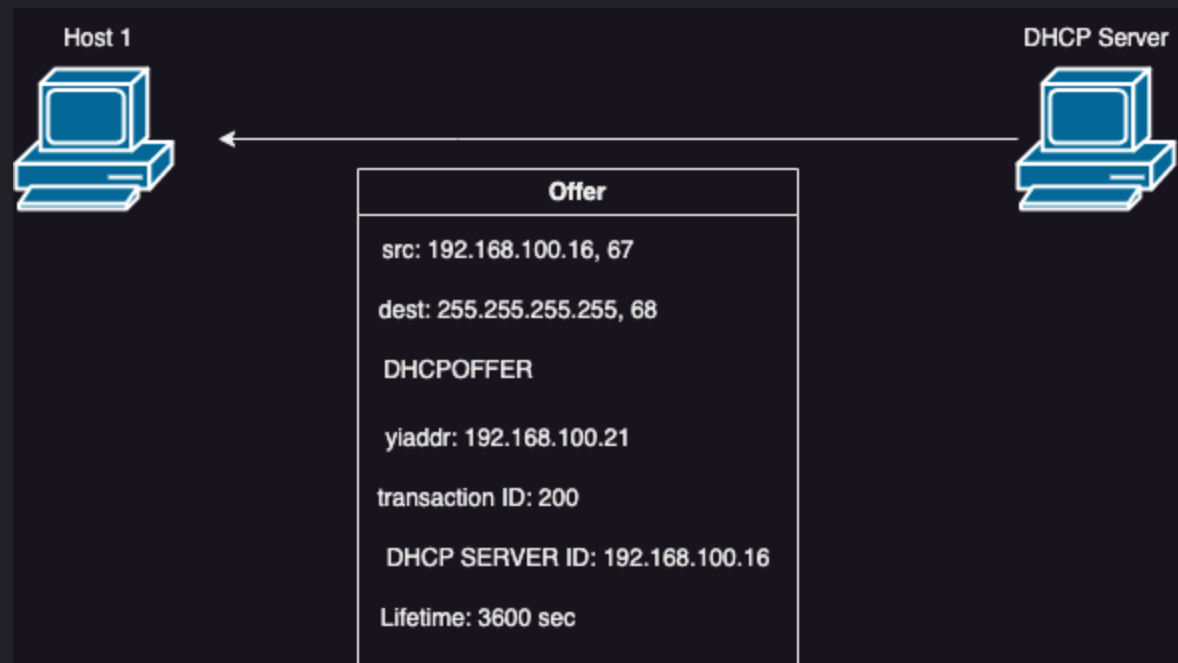 Host 1
DHCP Server
Offer
src: 192.168.100.16, 67
dest: 255.255.255.255, 68
DHCPOFFER
yiaddr: 192.168.100.21
transaction ID: 200
DHCP SERVER ID: 192.168.100.16
Lifetime: 3600 sec